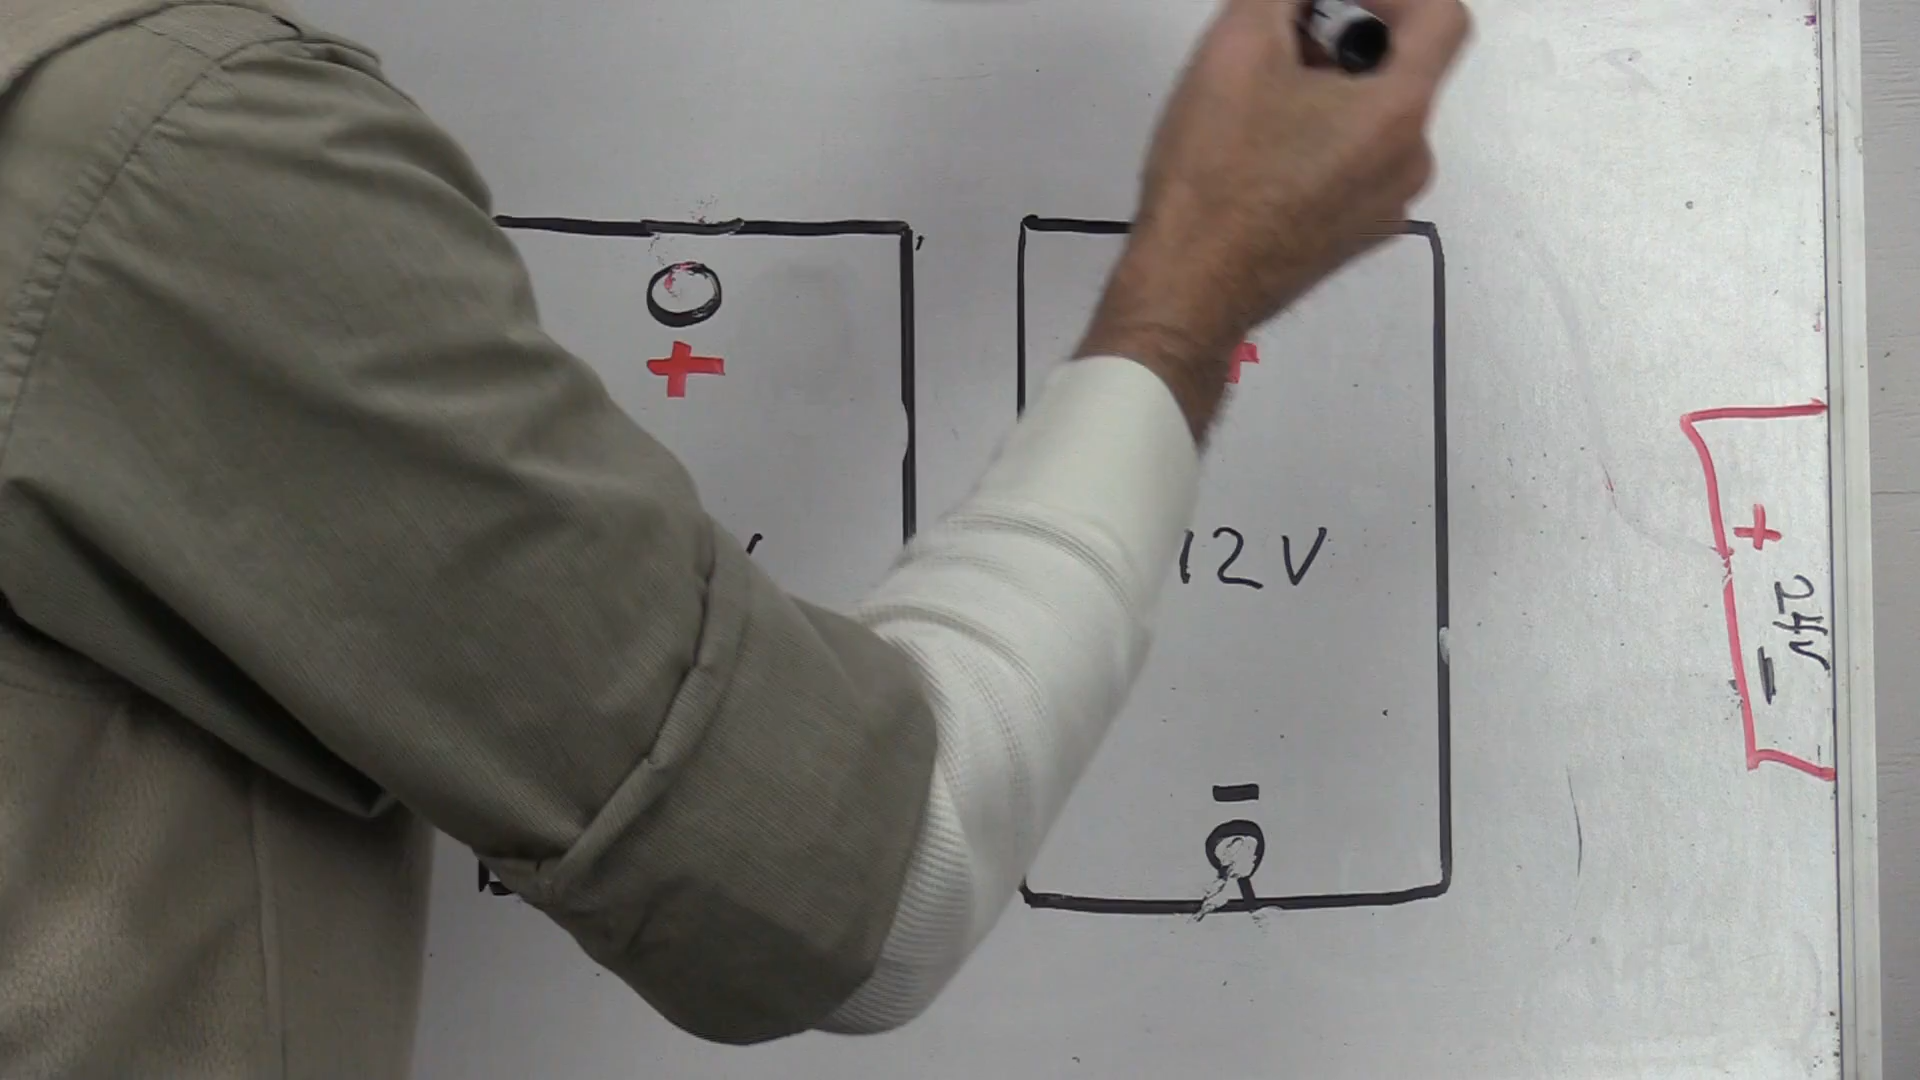 +
+
12V
-
+
24V
-